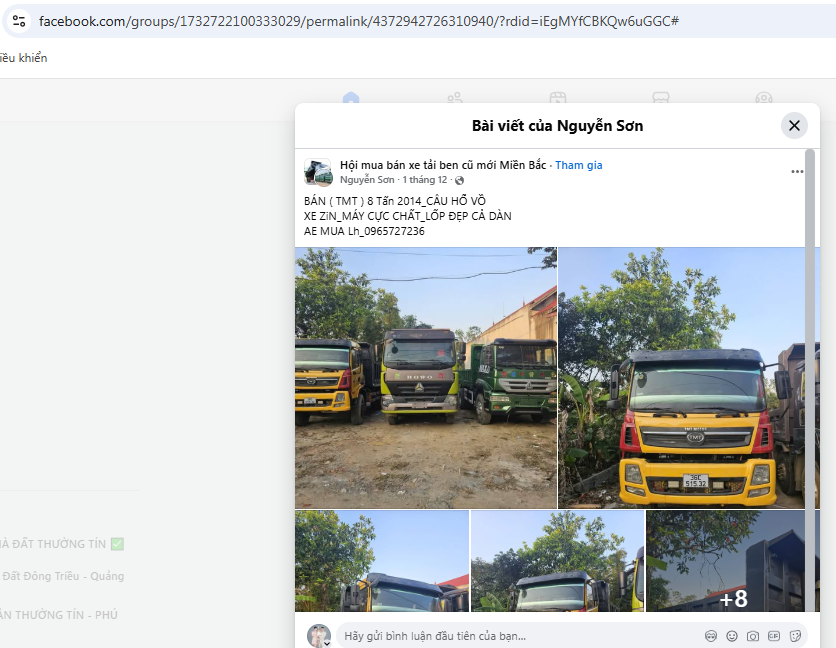 facebook.com/groups/1732722100333029/permalink/4372942726310940/?rdid=iEgMYfCBKQw6uGGC#
iều khiển
Bài viết của Nguyễn Sơn
Hội mua bán xe tải ben cũ mới Miền Bắc · Tham gia
Nguyễn Sơn · 1 tháng 12 ·
BÁN ( TMT ) 8 Tấn 2014_CẦU HỖ VỒ
XE ZiN_MÁY CỰC CHẤT_LỐP ĐẸP CẢ DÀN
AE MUA Lh_0965727236
HOWO
TMT
36C
515.32
+8
À ĐẤT THƯỜNG TÍN
Đất Đông Triều - Quảng
ÁN THƯỜNG TÍN - PHÚ
Hãy gửi bình luận đầu tiên của bạn...
GIF